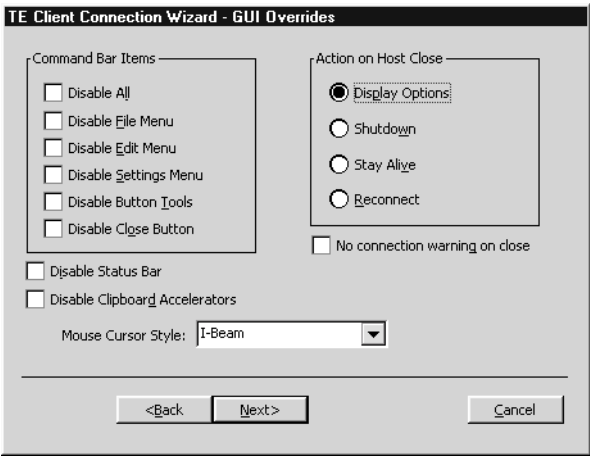 TE Client Connection Wizard - GUI Overrides
Command Bar Items
Disable All
Disable File Menu
Disable Edit Menu
Disable Settings Menu
Disable Button Tools
Disable Close Button
Disable Status Bar
Disable Clipboard Accelerators
Mouse Cursor Style: I-Beam
Action on Host Close
Display Options
Shutdown
Stay Alive
Reconnect
No connection warning on close
<Back Next> Cancel